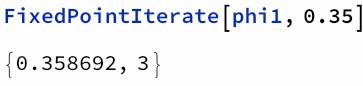 FixedPointIterate[phi1, 0.35]
{0.358692, 3}